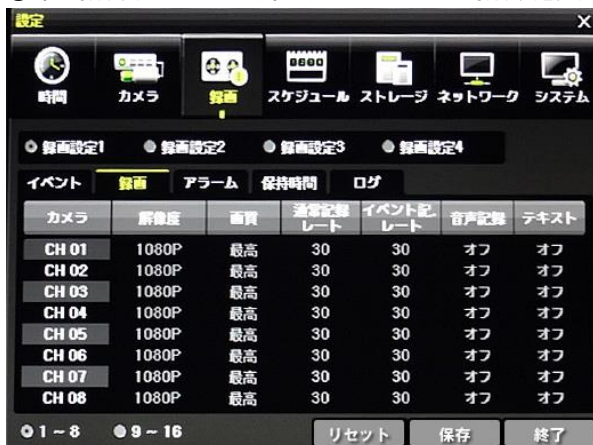 設定 X
時間 カメラ 録画 スケジュール ストレージ ネットワーク システム
録画設定1 録画設定2 録画設定3 録画設定4
イベント 録画 アラーム 保持時間 ログ
カメラ 解像度 画質 通常記録レート イベント記.レート 音声記録 テキスト
CH 01 1080P 最高 30 30 オフ オフ
CH 02 1080P 最高 30 30 オフ オフ
CH 03 1080P 最高 30 30 オフ オフ
CH 04 1080P 最高 30 30 オフ オフ
CH 05 1080P 最高 30 30 オフ オフ
CH 06 1080P 最高 30 30 オフ オフ
CH 07 1080P 最高 30 30 オフ オフ
CH 08 1080P 最高 30 30 オフ オフ
1 ~ 8 9 ~ 16 リセット 保存 終了